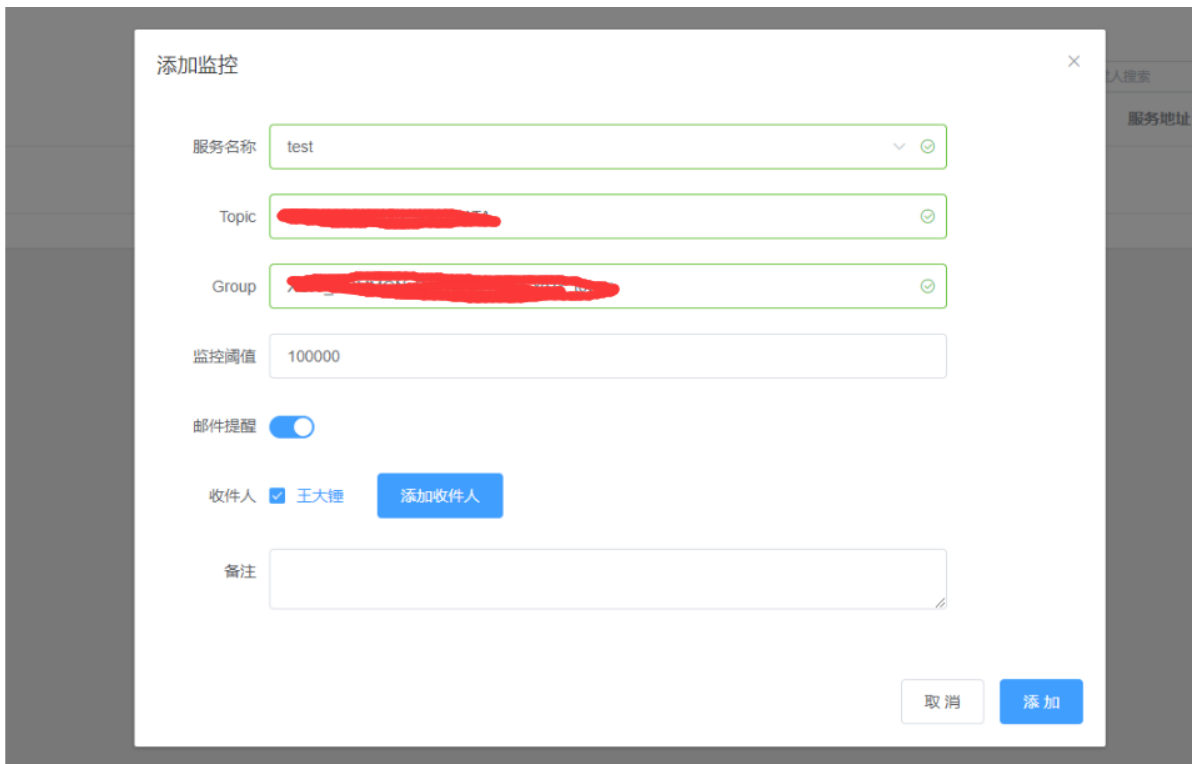 添加监控
人搜索
服务地址
服务名称 test
Topic
Group
监控阈值 100000
邮件提醒
收件人 王大锤 添加收件人
备注
取消 添加